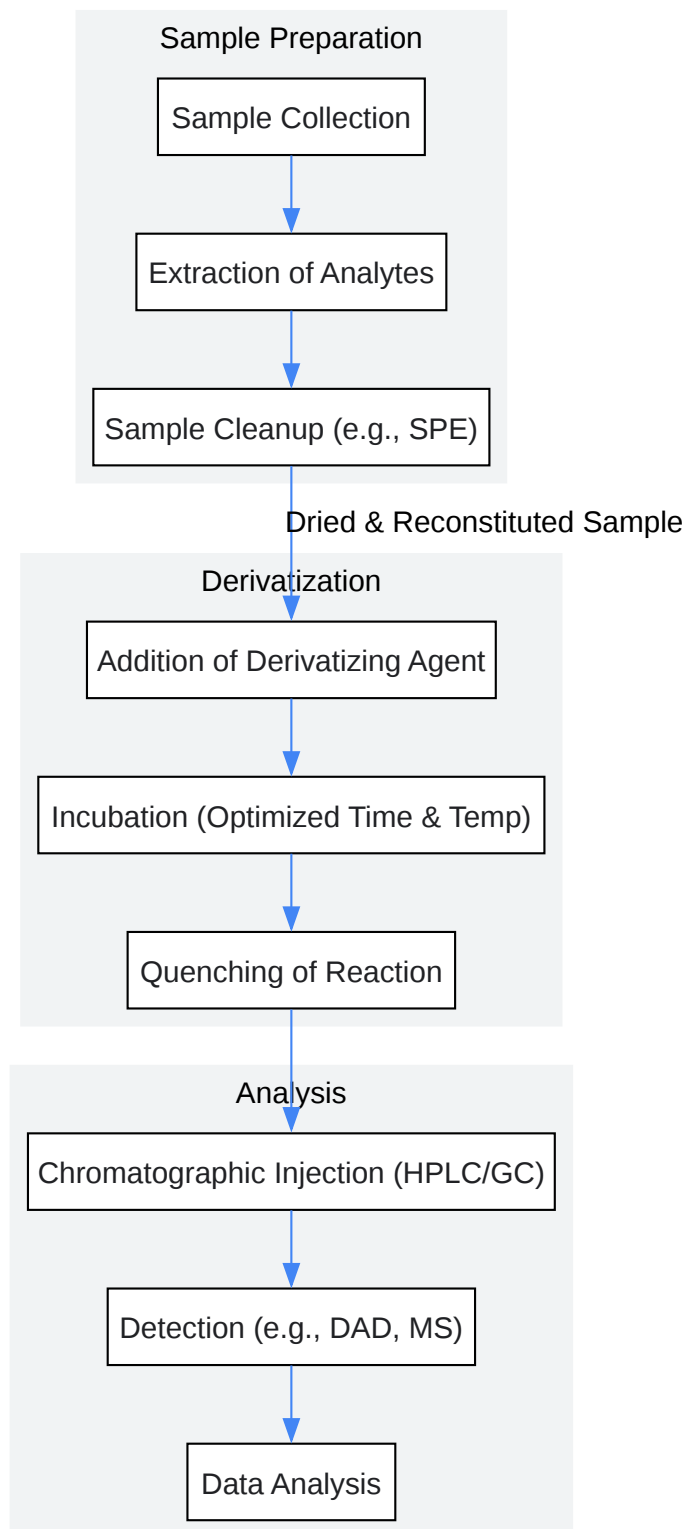 Sample Preparation
Sample Collection
Extraction of Analytes
Sample Cleanup (e.g., SPE)
Dried & Reconstituted Sample
Derivatization
Addition of Derivatizing Agent
Incubation (Optimized Time & Temp)
Quenching of Reaction
Analysis
Chromatographic Injection (HPLC/GC)
Detection (e.g., DAD, MS)
Data Analysis